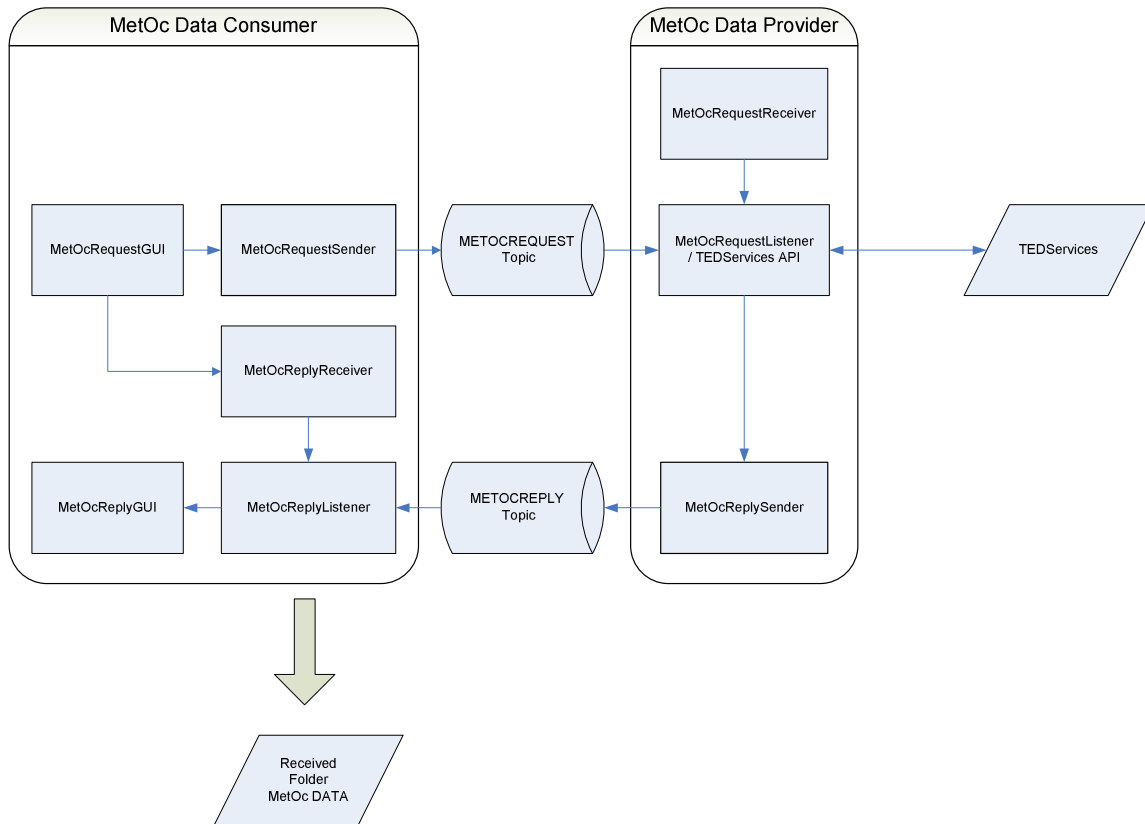 MetOc Data Consumer
MetOc Data Provider
MetOcRequestReceiver
MetOcRequestGUI
MetOcRequestSender
METOCREQUEST
Topic
MetOcRequestListener
/ TEDServices API
TEDServices
MetOcReplyReceiver
MetOcReplyGUI
MetOcReplyListener
METOCREPLY
Topic
MetOcReplySender
Received
Folder
MetOc DATA